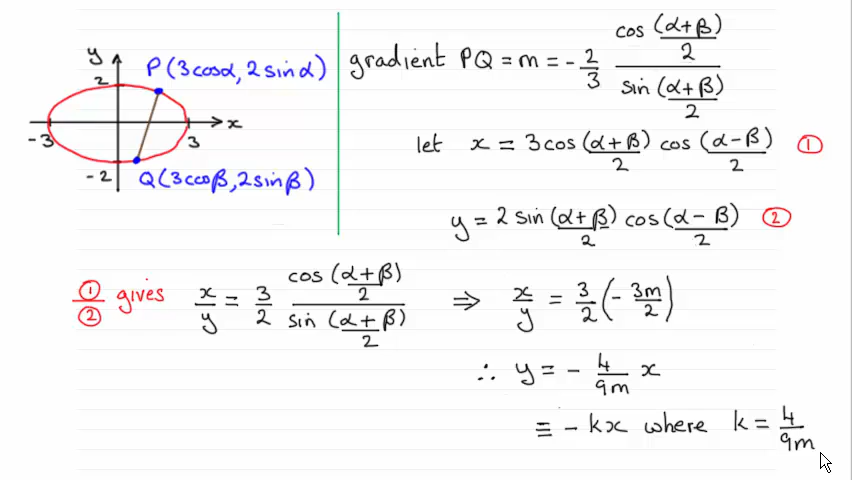 y
2
P(3cosα, 2sinα)
x
-3
3
-2
Q(3cosβ, 2sinβ)
gradient PQ = m = -2/3 cos (α+β)/2 / sin (α+β)/2
let x = 3cos (α+β)/2 cos (α-β)/2 ①
y = 2 sin (α+β)/2 cos (α-β)/2 ②
①/② gives x/y = 3/2 cos (α+β)/2 / sin (α+β)/2 ⇒ x/y = 3/2 (-3m/2)
∴ y = - 4/9m x
≡ - kx where k = 4/9m